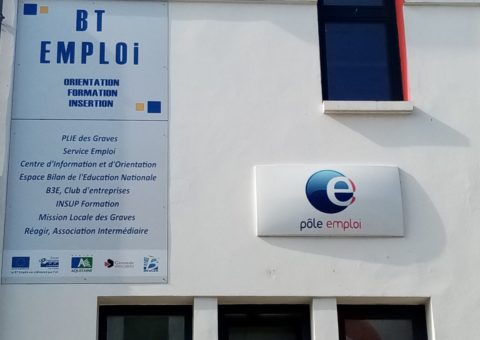 BT
EMPLOi
ORIENTATION
FORMATION
INSERTION
PLIE des Graves
Service Emploi
Centre d'Information et d'Orientation
Espace Bilan de l'Education Nationale
B3E, Club d'entreprises
INSUP Formation
Mission Locale des Graves
Réagir, Association Intermédiaire
AQUITAINE
e
pôle emploi